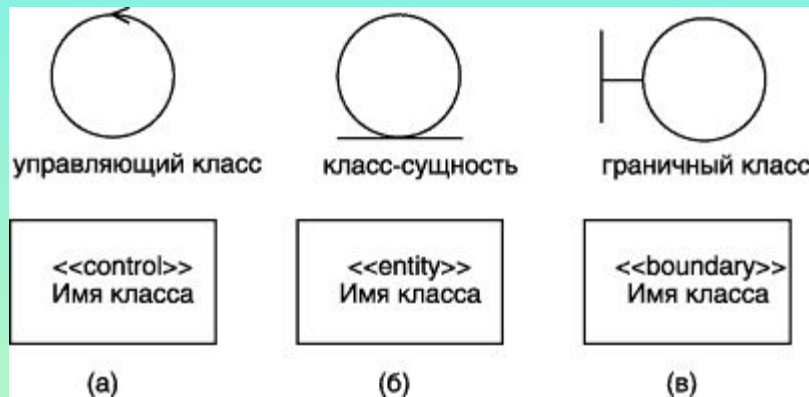 управляющий класс
класс-сущность
граничный класс
<<control>>
Имя класса
<<entity>>
Имя класса
<<boundary>>
Имя класса
(а)
(б)
(в)